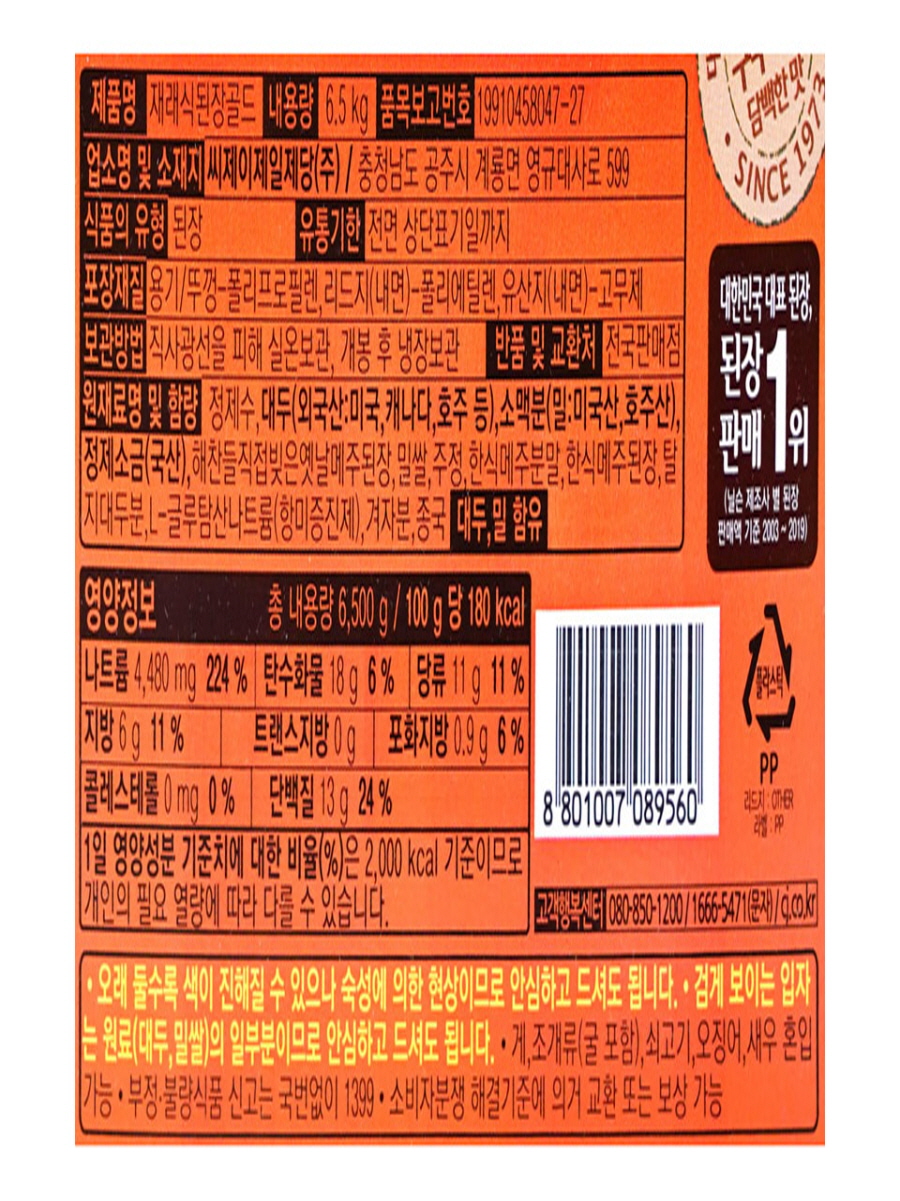 담백한 맛
• SINCE 1973
제품명 재래식된장골드 내용량 6.5 kg 품목보고번호 19910458047-27
업소명 및 소재지 씨제이제일제당(주) / 충청남도 공주시 계룡면 영규대사로 599
식품의 유형 된장 유통기한 전면 상단표기일까지
포장재질 용기/뚜껑-폴리프로필렌, 리드지(내면)-폴리에틸렌, 유산지(내면)-고무제
보관방법 직사광선을 피해 실온보관, 개봉 후 냉장보관 반품 및 교환처 전국판매점
원재료명 및 함량 정제수, 대두(외국산:미국, 캐나다, 호주 등), 소맥분(밀:미국산, 호주산),
정제소금(국산), 해찬들직접빚은옛날메주된장, 밀쌀, 주정, 한식메주분말, 한식메주된장, 탈
지대두분, L-글루탐산나트륨(향미증진제), 겨자분, 종국 대두, 밀 함유
대한민국 대표 된장,
된장
판매 1위
(닐슨 제조사 별 된장
판매액 기준 2003 ~ 2019)
영양정보 총 내용량 6,500 g / 100 g 당 180 kcal
나트륨 4,480 mg 224 % 탄수화물 18 g 6 % 당류 11 g 11 %
지방 6 g 11 % 트랜스지방 0 g 포화지방 0.9 g 6 %
콜레스테롤 0 mg 0 % 단백질 13 g 24 %
1일 영양성분 기준치에 대한 비율(%)은 2,000 kcal 기준이므로
개인의 필요 열량에 따라 다를 수 있습니다.
8 801007 089560
플라스틱
PP
리드지 : OTHER
라벨 : PP
고객행복센터 080-850-1200 / 1666-5471(문자) / cj.co.kr
• 오래 둘수록 색이 진해질 수 있으나 숙성에 의한 현상이므로 안심하고 드셔도 됩니다. • 검게 보이는 입자
는 원료(대두, 밀쌀)의 일부분이므로 안심하고 드셔도 됩니다. • 게, 조개류(굴 포함), 쇠고기, 오징어, 새우 혼입
가능 • 부정·불량식품 신고는 국번없이 1399 • 소비자분쟁 해결기준에 의거 교환 또는 보상 가능